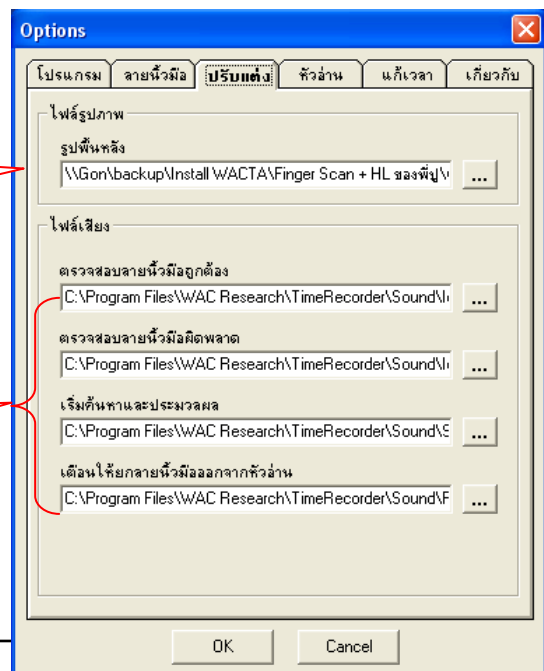 Options
โปรแกรม ลายนิ้วมือ ปรับแต่ง หัวอ่าน แก้เวลา เกี่ยวกับ
ไฟล์รูปภาพ
รูปพื้นหลัง
\\Gon\backup\Install WACTA\Finger Scan + HL ของพี่ปู\ ...
ไฟล์เสียง
ตรวจสอบลายนิ้วมือถูกต้อง
C:\Program Files\WAC Research\TimeRecorder\Sound\ ...
ตรวจสอบลายนิ้วมือผิดพลาด
C:\Program Files\WAC Research\TimeRecorder\Sound\ ...
เริ่มค้นหาและประมวลผล
C:\Program Files\WAC Research\TimeRecorder\Sound\S ...
เตือนให้ยกลายนิ้วมือออกจากหัวอ่าน
C:\Program Files\WAC Research\TimeRecorder\Sound\F ...
OK Cancel